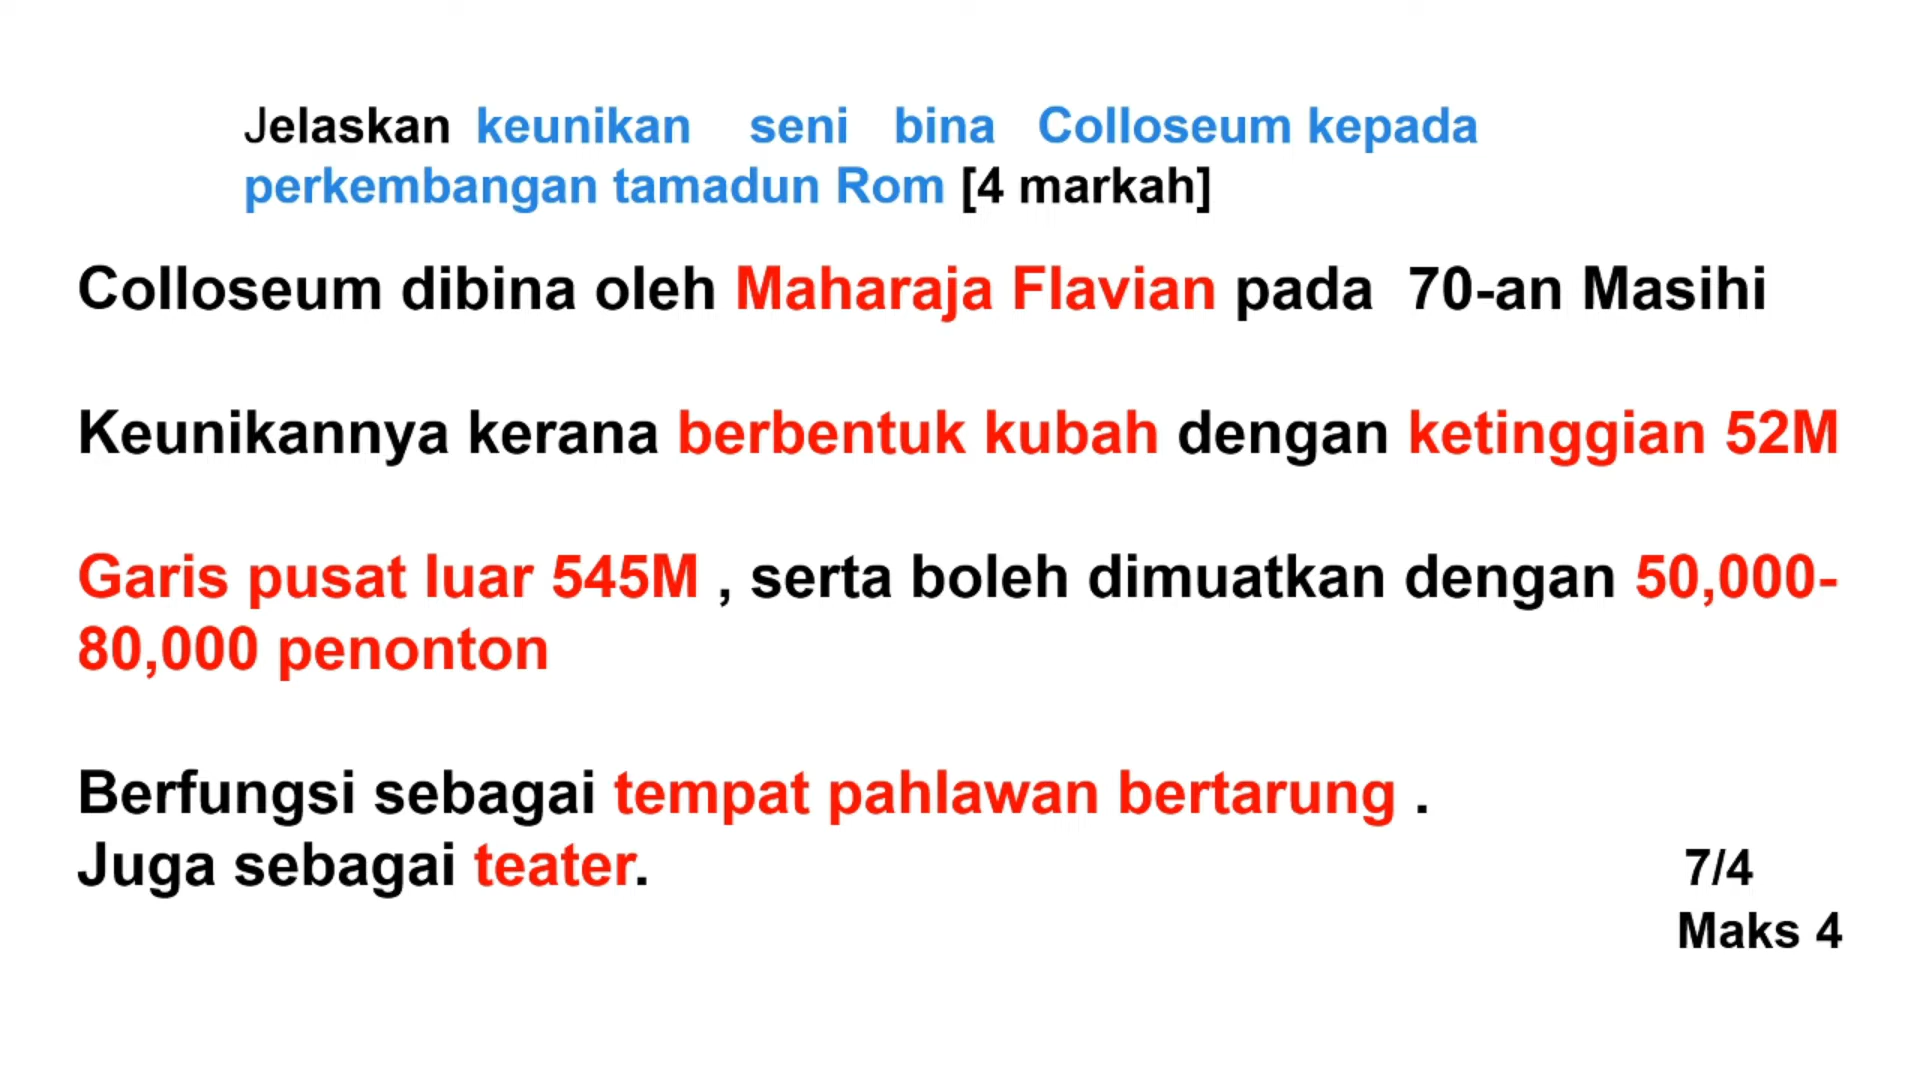 Jelaskan keunikan seni bina Colloseum kepada
perkembangan tamadun Rom [4 markah]
Colloseum dibina oleh Maharaja Flavian pada 70-an Masihi
Keunikannya kerana berbentuk kubah dengan ketinggian 52M
Garis pusat luar 545M , serta boleh dimuatkan dengan 50,000-
80,000 penonton
Berfungsi sebagai tempat pahlawan bertarung .
Juga sebagai teater.
7/4
Maks 4